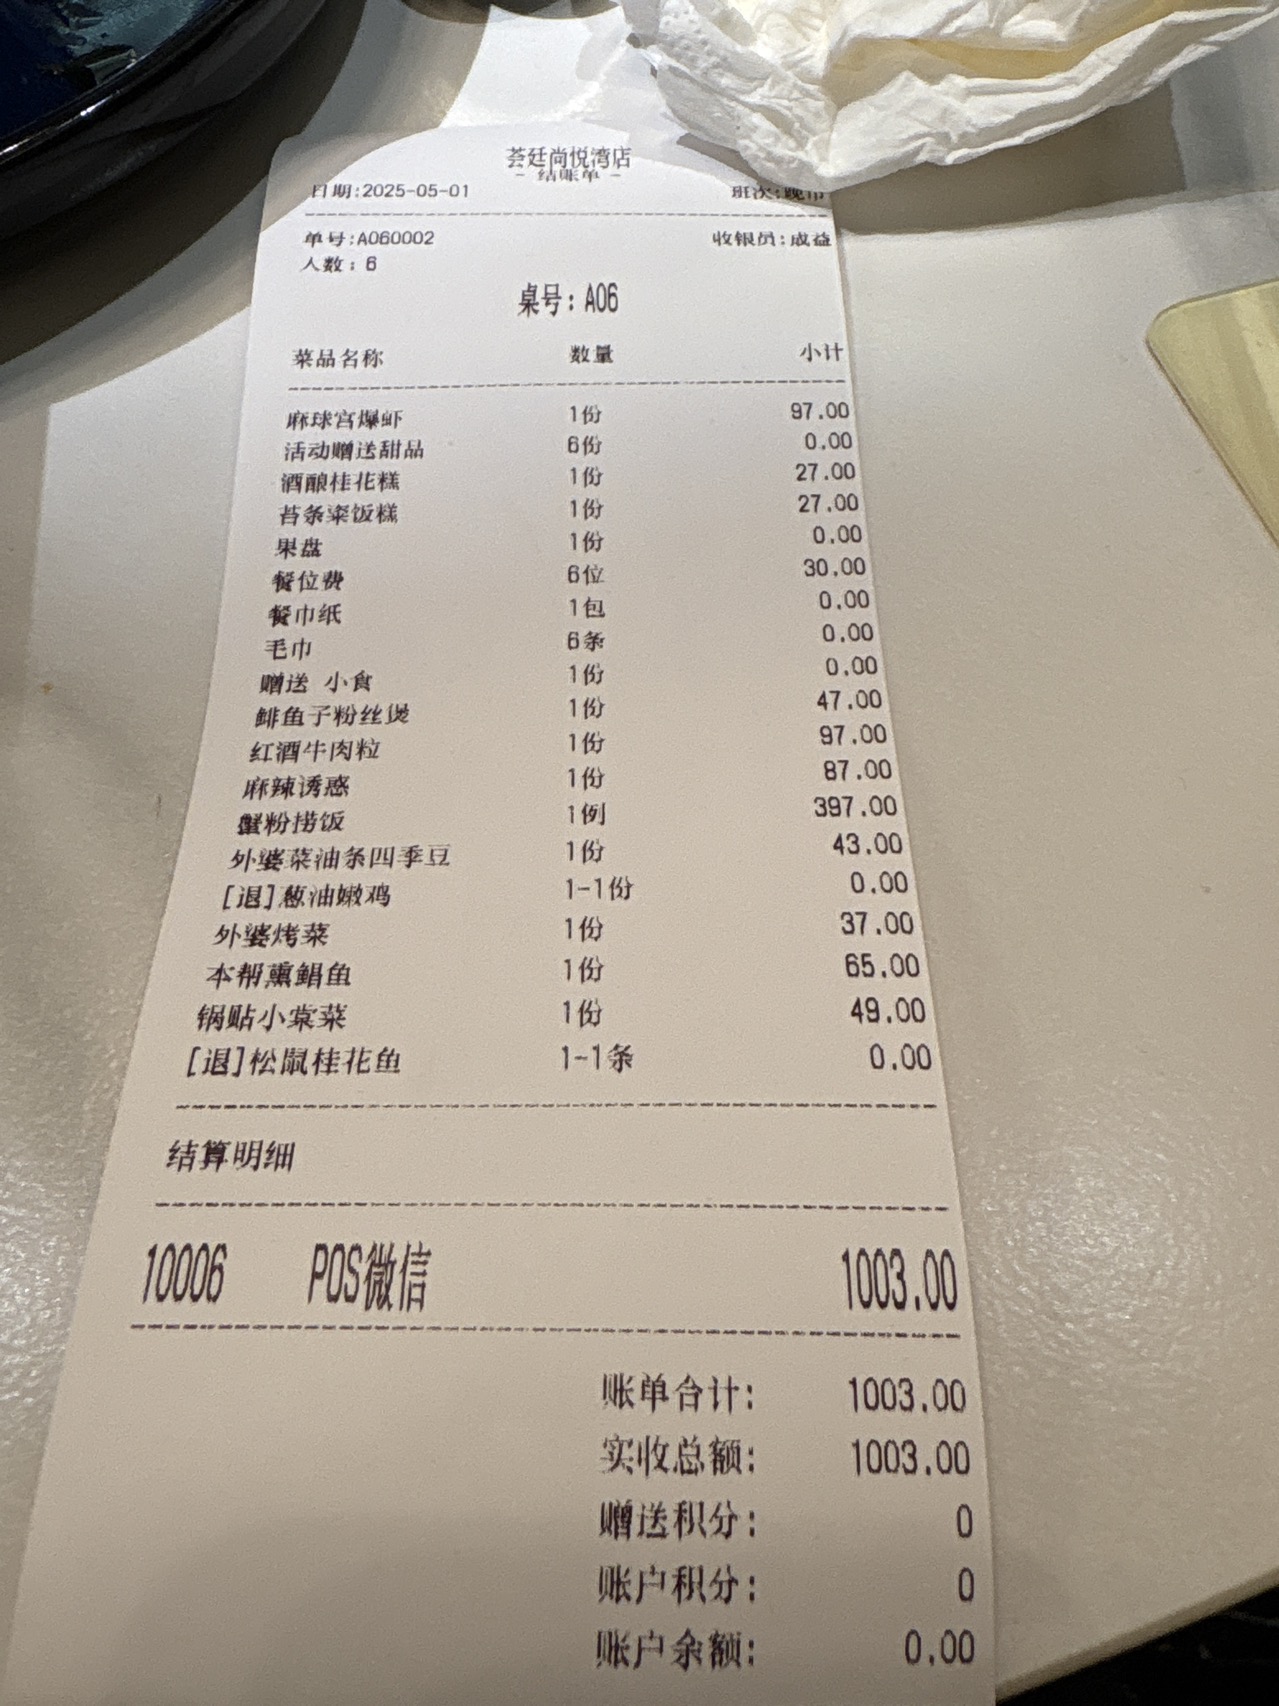 荟廷尚悦湾店
- 结账单 -
日期:2025-05-01 班次:晚市
单号:A060002 收银员:成益
人数: 6
桌号: A06
菜品名称 数量 小计
麻球宫爆虾 1份 97.00
活动赠送甜品 6份 0.00
酒酿桂花糕 1份 27.00
苔条粢饭糕 1份 27.00
果盘 1份 0.00
餐位费 6位 30.00
餐巾纸 1包 0.00
毛巾 6条 0.00
赠送 小食 1份 0.00
鲱鱼子粉丝煲 1份 47.00
红酒牛肉粒 1份 97.00
麻辣诱惑 1份 87.00
蟹粉捞饭 1例 397.00
外婆菜油条四季豆 1份 43.00
[退]葱油嫩鸡 1-1份 0.00
外婆烤菜 1份 37.00
本帮熏鲳鱼 1份 65.00
锅贴小棠菜 1份 49.00
[退]松鼠桂花鱼 1-1条 0.00
结算明细
10006 POS微信 1003.00
账单合计: 1003.00
实收总额: 1003.00
赠送积分: 0
账户积分: 0
账户余额: 0.00